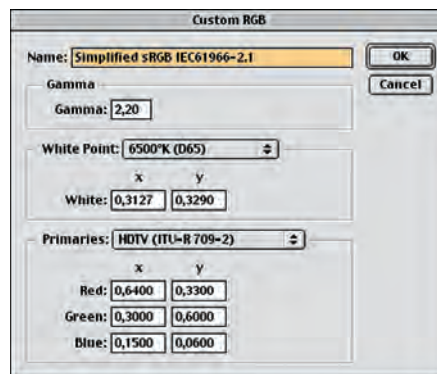 Custom RGB
Name: Simplified sRGB IEC61966-2.1
OK
Cancel
Gamma
Gamma: 2,20
White Point: 6500°K (D65)
x y
White: 0,3127 0,3290
Primaries: HDTV (ITU-R 709-2)
x y
Red: 0,6400 0,3300
Green: 0,3000 0,6000
Blue: 0,1500 0,0600